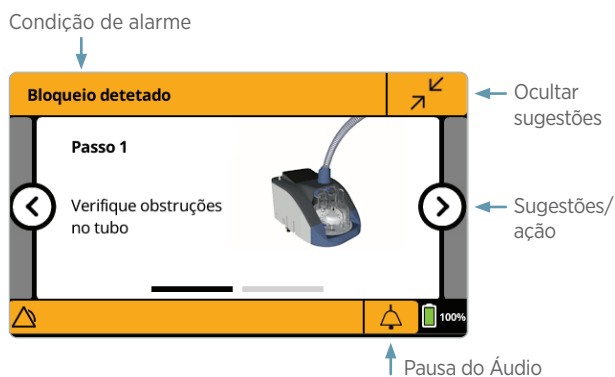 Condição de alarme
Bloqueio detetado
Ocultar
sugestões
Passo 1
Verifique obstruções
no tubo
Sugestões/
ação
100%
Pausa do Áudio